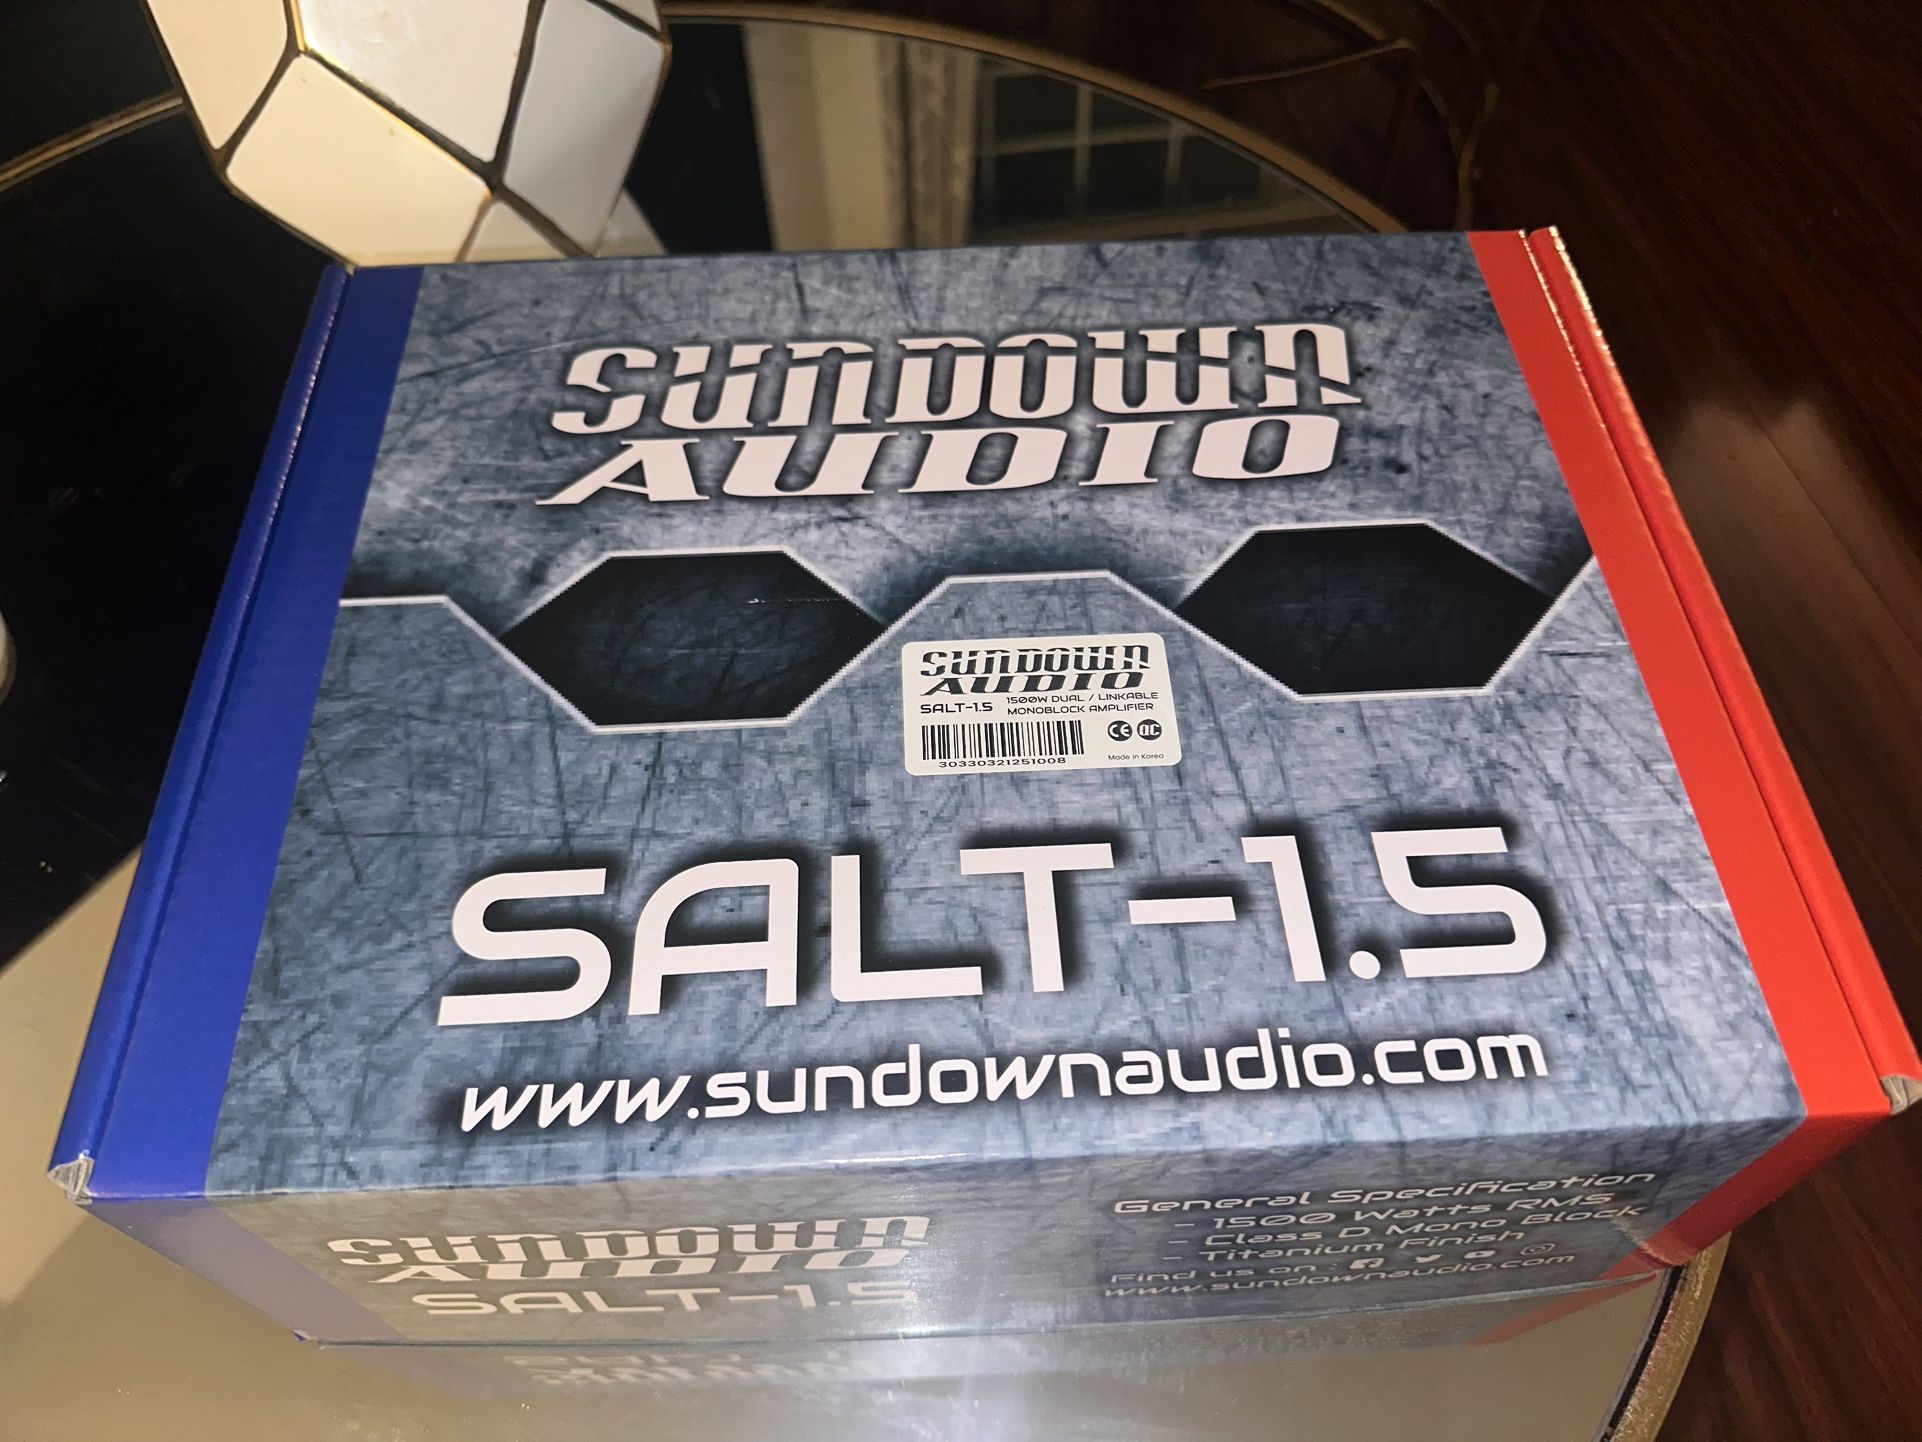 SUNDOWN
AUDIO
SUNDOWN
AUDIO
SALT-1.5 1500W DUAL / LINKABLE
MONOBLOCK AMPLIFIER
30330321251008
CE
Made in Korea
SALT-1.5
www.sundownaudio.com
SUNDOWN
AUDIO
SALT-1.5
General Specification
- 1500 Watts RMS
- Class D Mono Block
- Titanium Finish
Find us on :
www.sundownaudio.com